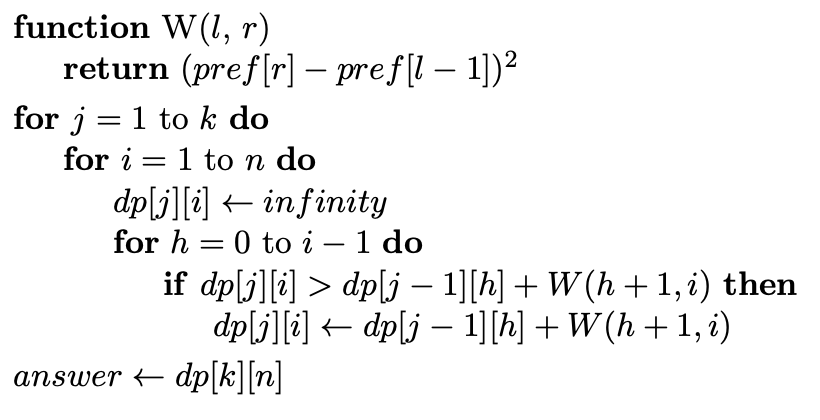 function W(l, r)
return (pref[r] − pref[l − 1])²
for j = 1 to k do
for i = 1 to n do
dp[j][i] ← infinity
for h = 0 to i − 1 do
if dp[j][i] > dp[j − 1][h] + W(h + 1, i) then
dp[j][i] ← dp[j − 1][h] + W(h + 1, i)
answer ← dp[k][n]